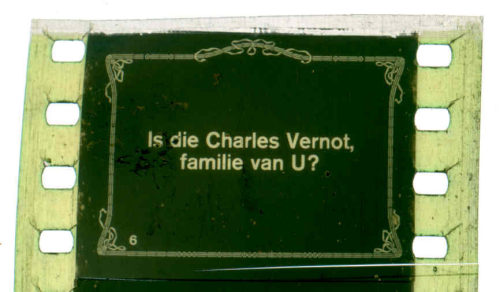 Is die Charles Vernot,
familie van U?
6